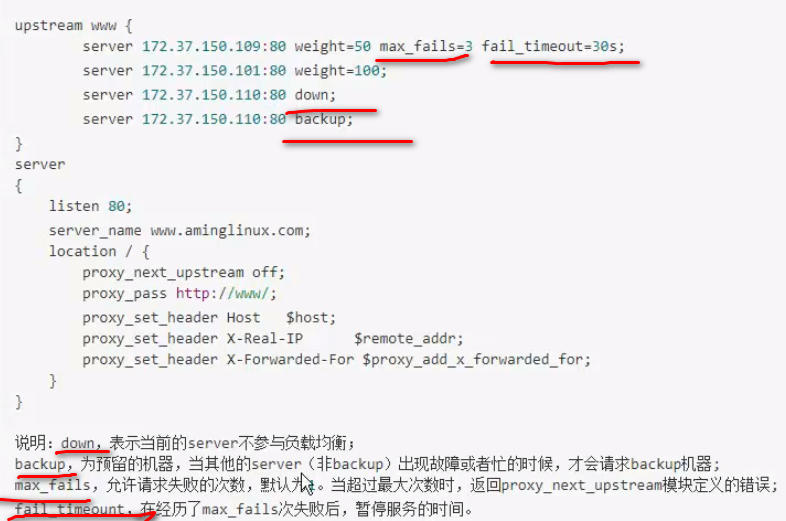 upstream www {
server 172.37.150.109:80 weight=50 max_fails=3 fail_timeout=30s;
server 172.37.150.101:80 weight=100;
server 172.37.150.110:80 down;
server 172.37.150.110:80 backup;
}
server
{
listen 80;
server_name www.aminglinux.com;
location / {
proxy_next_upstream off;
proxy_pass http://www/;
proxy_set_header Host $host;
proxy_set_header X-Real-IP $remote_addr;
proxy_set_header X-Forwarded-For $proxy_add_x_forwarded_for;
}
}
说明：down，表示当前的server不参与负载均衡；
backup，为预留的机器，当其他的server（非backup）出现故障或者忙的时候，才会请求backup机器；
max_fails，允许请求失败的次数，默认为。当超过最大次数时，返回proxy_next_upstream模块定义的错误；
fail_timeount，在经历了max_fails次失败后，暂停服务的时间。